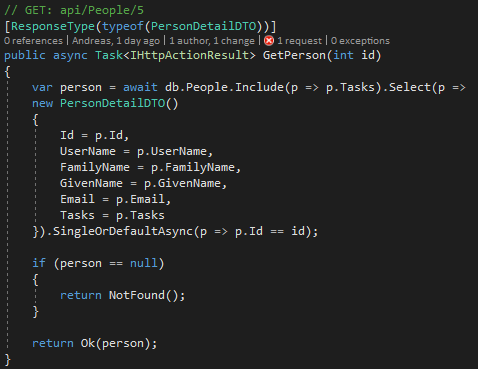 // GET: api/People/5
[ResponseType(typeof(PersonDetailDTO))]
0 references | Andreas, 1 day ago | 1 author, 1 change | 1 request | 0 exceptions
public async Task<IHttpActionResult> GetPerson(int id)
{
    var person = await db.People.Include(p => p.Tasks).Select(p =>
    new PersonDetailDTO()
    {
        Id = p.Id,
        UserName = p.UserName,
        FamilyName = p.FamilyName,
        GivenName = p.GivenName,
        Email = p.Email,
        Tasks = p.Tasks
    }).SingleOrDefaultAsync(p => p.Id == id);

    if (person == null)
    {
        return NotFound();
    }

    return Ok(person);
}